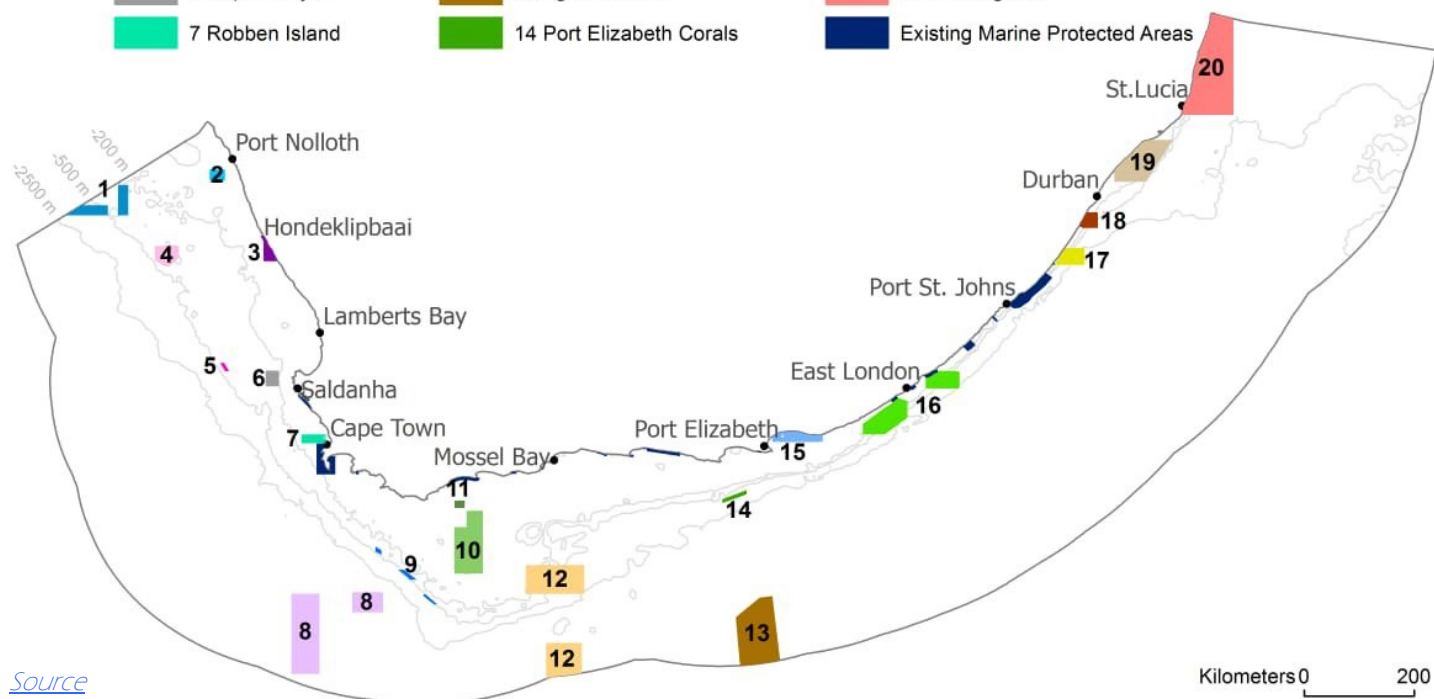 7 Robben Island
14 Port Elizabeth Corals
Existing Marine Protected Areas
20
St.Lucia
-200 m
-500 m
-2500 m
Port Nolloth
1
2
19
Durban
18
Hondeklipbaai
3
4
17
Port St. Johns
Lamberts Bay
5
6
Saldanha
East London
16
7
Cape Town
Port Elizabeth
15
Mossel Bay
11
14
10
9
12
8
8
13
12
Source
Kilometers 0 200